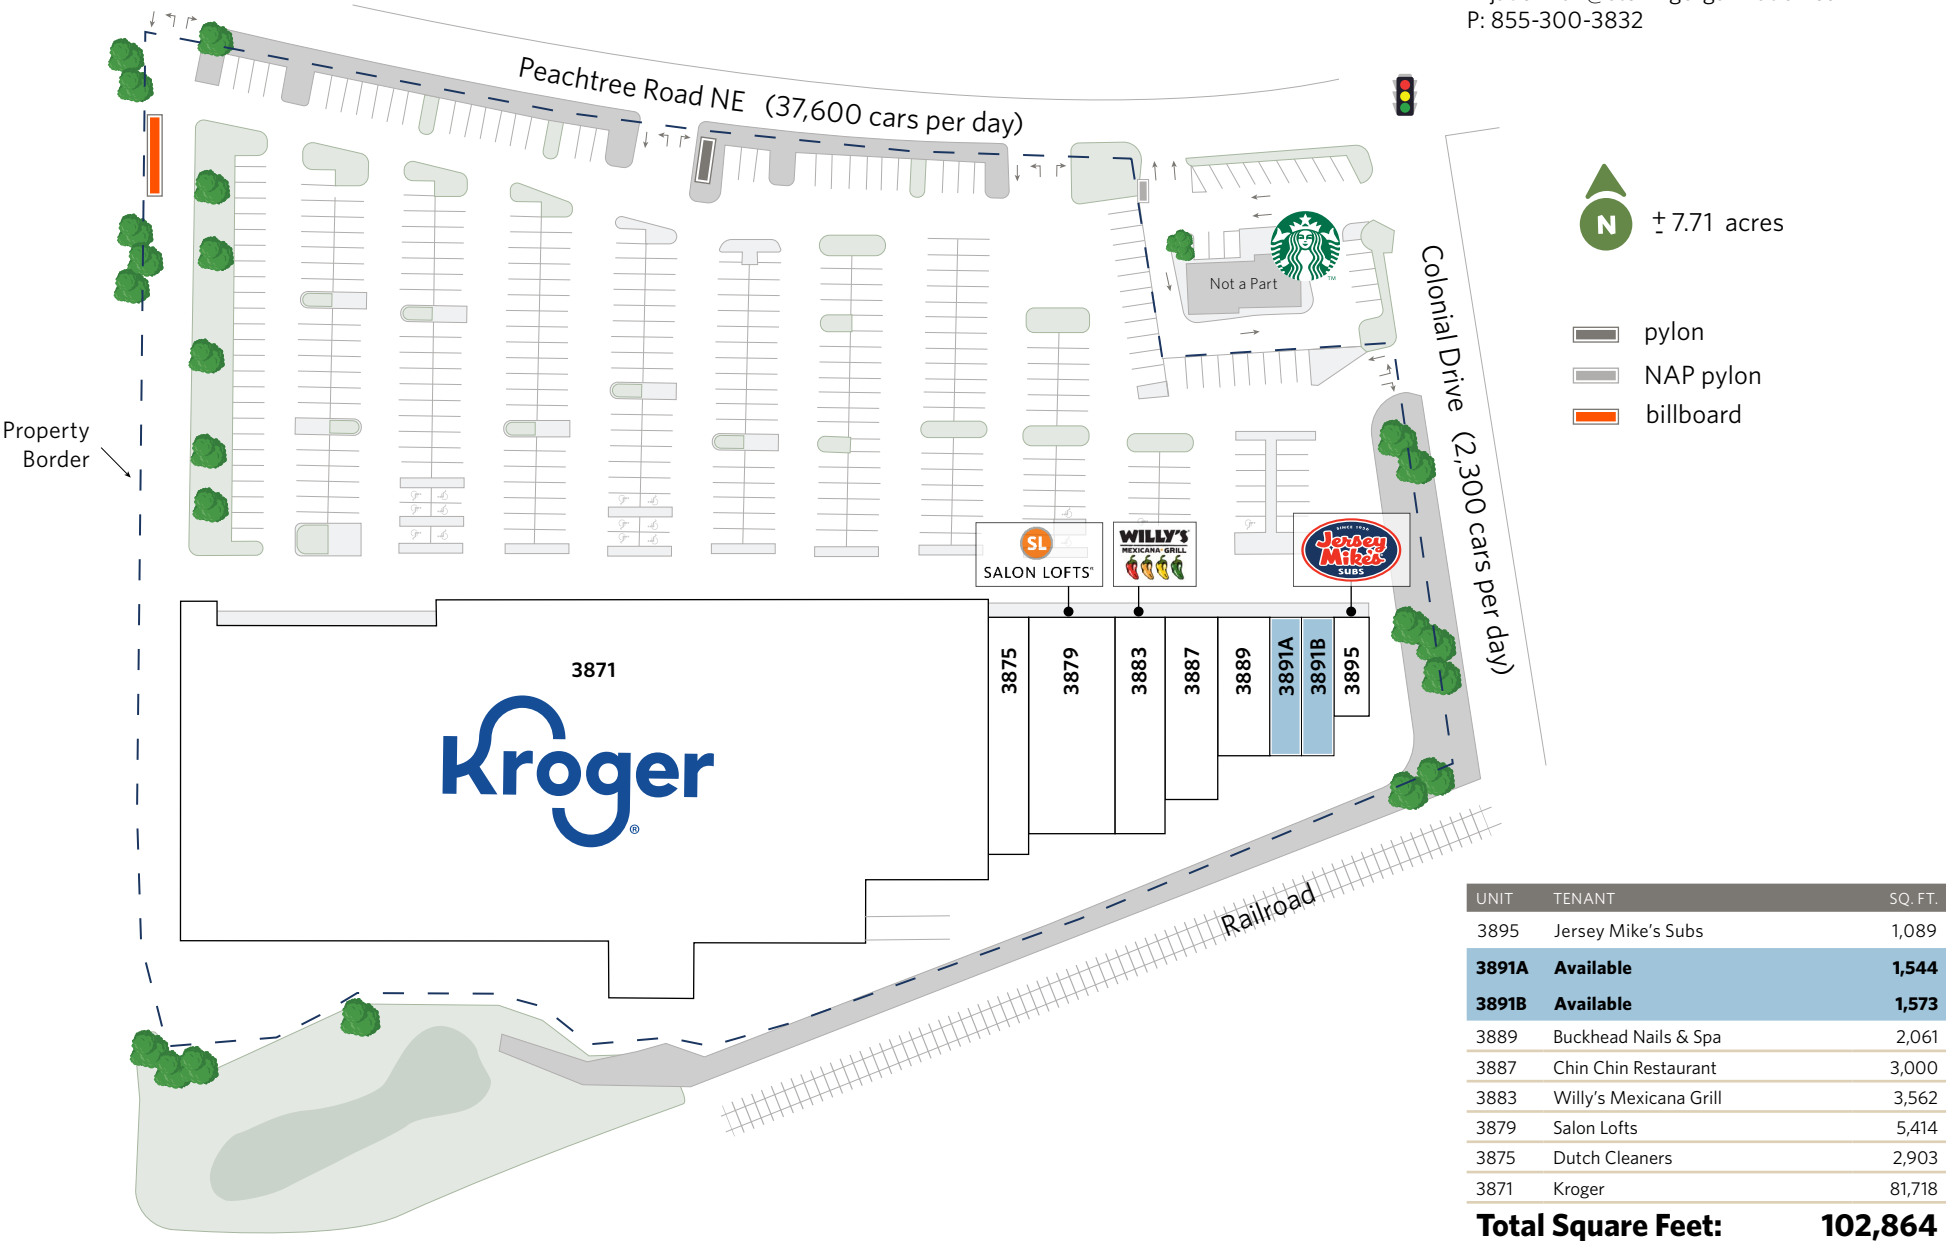 P: 855-300-3832
Peachtree Road NE (37,600 cars per day)
N
± 7.71 acres
Not a Part
TM
Colonial Drive (2,300 cars per day)
pylon
NAP pylon
billboard
Property
Border
SL
SALON LOFTS
WILLY'S
MEXICANA GRILL
SINCE 1956
Jersey
Mike's
SUBS
3871
Kroger
®
3875
3879
3883
3887
3889
3891A
3891B
3895
Railroad
UNIT TENANT SQ. FT.
3895 Jersey Mike's Subs 1,089
3891A Available 1,544
3891B Available 1,573
3889 Buckhead Nails & Spa 2,061
3887 Chin Chin Restaurant 3,000
3883 Willy's Mexicana Grill 3,562
3879 Salon Lofts 5,414
3875 Dutch Cleaners 2,903
3871 Kroger 81,718
Total Square Feet: 102,864